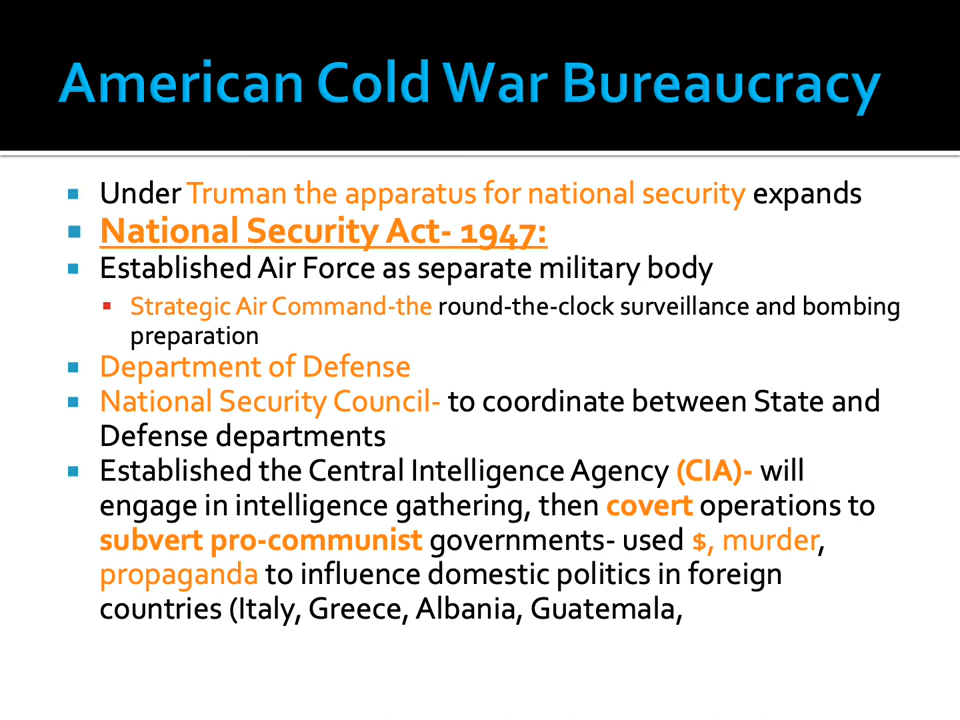 American Cold War Bureaucracy
Under Truman the apparatus for national security expands
National Security Act- 1947:
Established Air Force as separate military body
Strategic Air Command-the round-the-clock surveillance and bombing
preparation
Department of Defense
National Security Council- to coordinate between State and
Defense departments
Established the Central Intelligence Agency (CIA)- will
engage in intelligence gathering, then covert operations to
subvert pro-communist governments- used $, murder,
propaganda to influence domestic politics in foreign
countries (Italy, Greece, Albania, Guatemala,